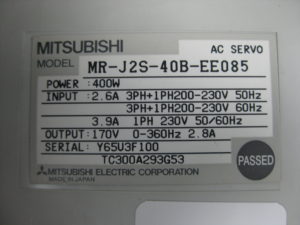 MITSUBISHI AC SERVO
MODEL MR-J2S-40B-EE085
POWER : 400W
INPUT : 2.6A 3PH+1PH200-230V 50Hz
3PH+1PH200-230V 60Hz
3.9A 1PH 230V 50/60Hz
OUTPUT: 170V 0-360Hz 2.8A
SERIAL: Y65U3F100
TC300A293G53
PASSED
MITSUBISHI ELECTRIC CORPORATION
MADE IN JAPAN